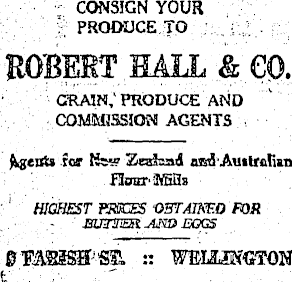 CONSIGN YOUR
PRODUCE TO
ROBERT HALL & CO.
GRAIN, PRODUCE AND
COMMISSION AGENTS
Agents for New Zealand and Australian
Flour Mills
HIGHEST PRICES OBTAINED FOR
BUTTER AND EGGS
FARISH ST. :: WELLINGTON